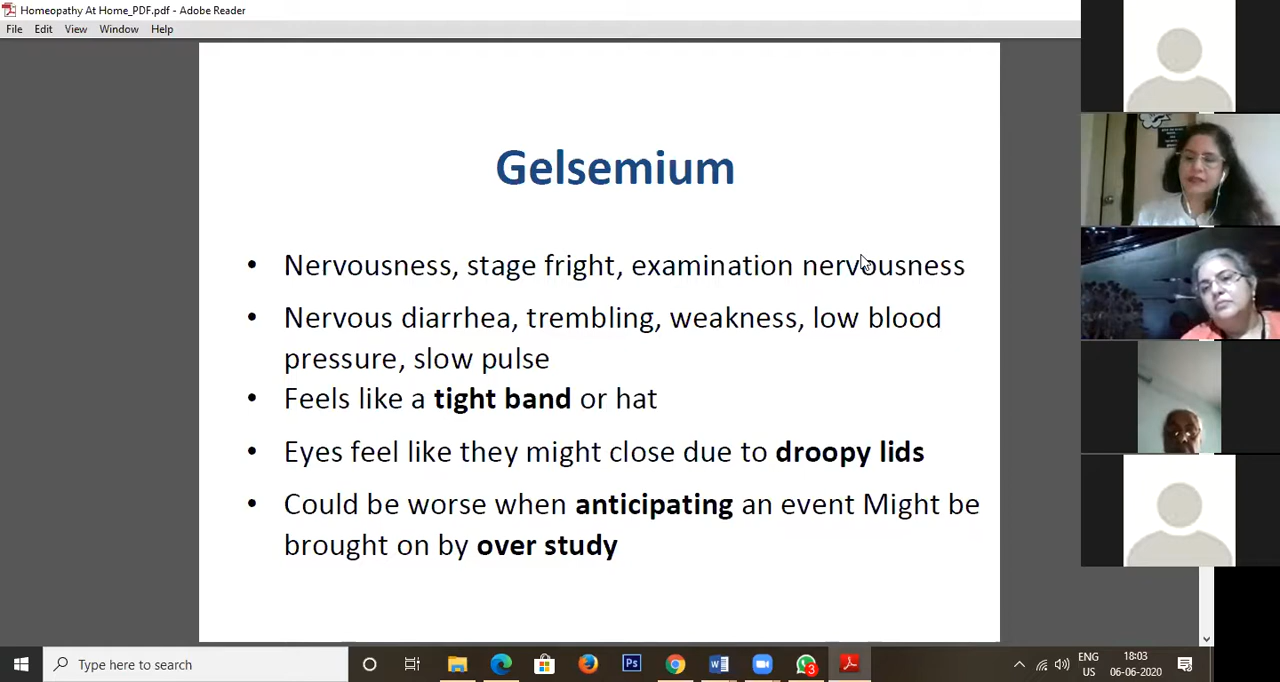 Homeopathy At Home_PDF.pdf - Adobe Reader
File Edit View Window Help
Gelsemium
• Nervousness, stage fright, examination nervousness
• Nervous diarrhea, trembling, weakness, low blood
pressure, slow pulse
• Feels like a tight band or hat
• Eyes feel like they might close due to droopy lids
• Could be worse when anticipating an event Might be
brought on by over study
Type here to search
Ps
W
3
ENG
US
18:03
06-06-2020